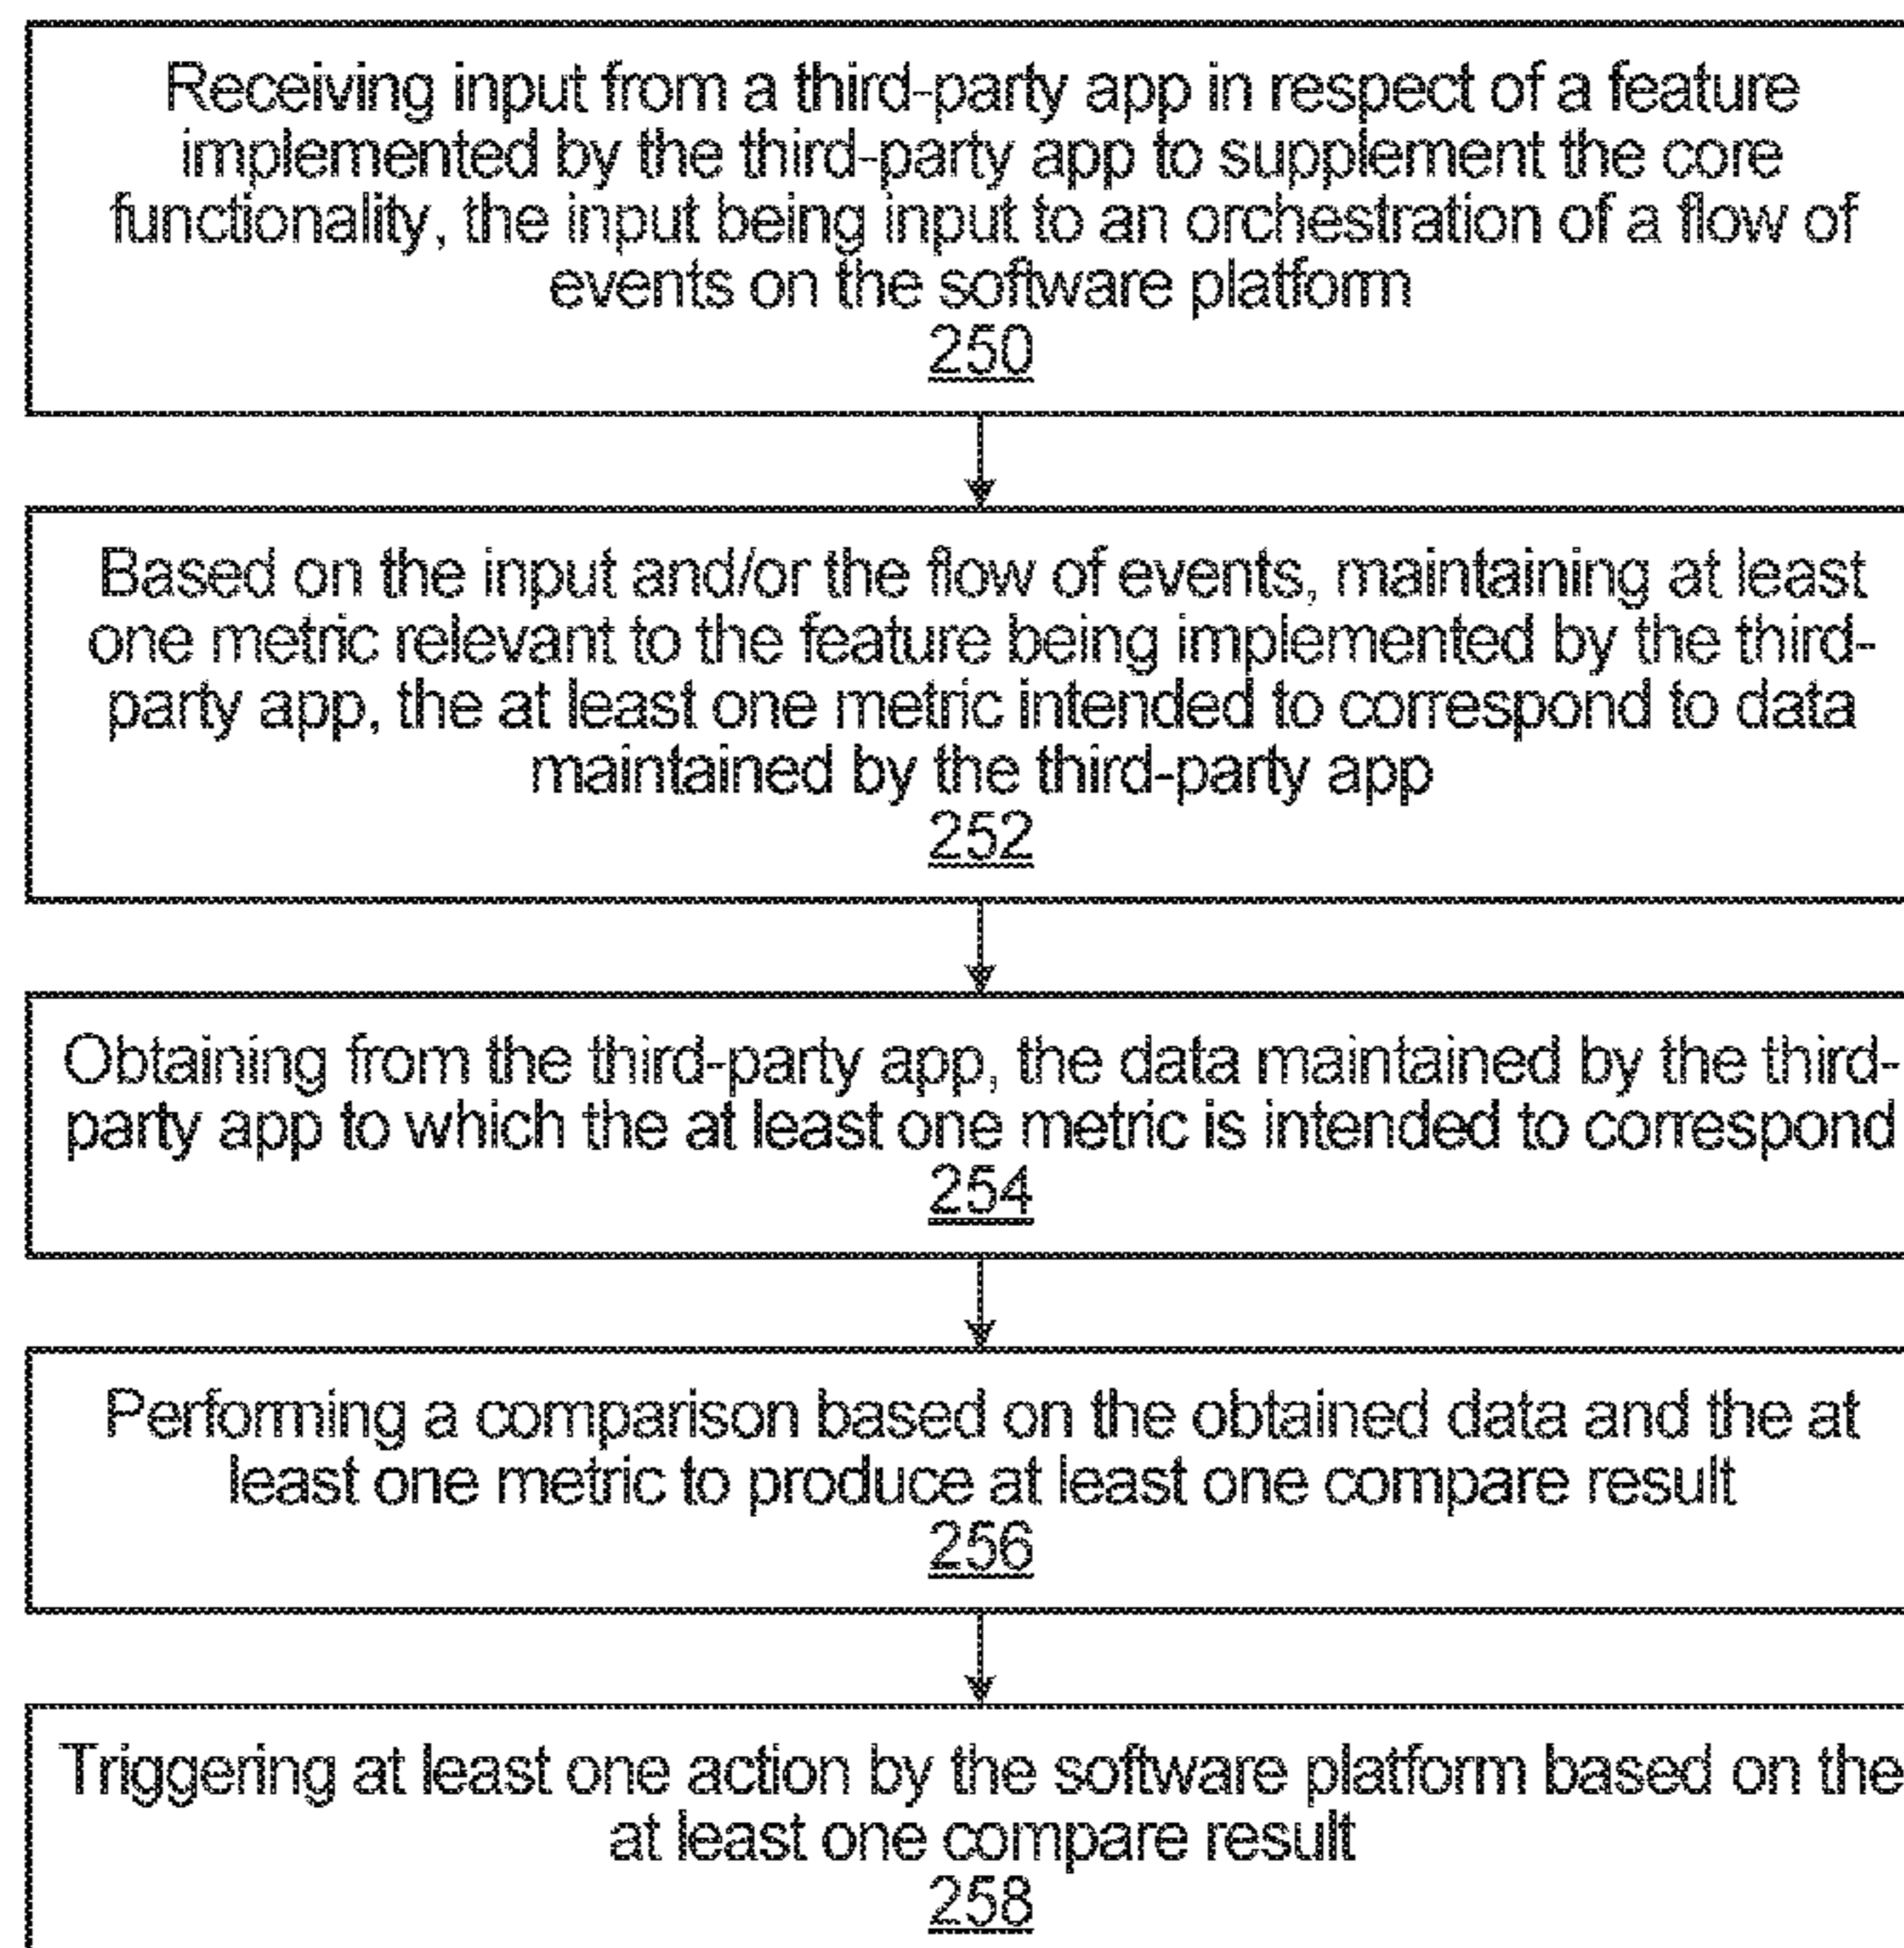 Receiving input from a third-party app in respect of a feature
implemented by the third-party app to supplement the core
functionality, the input being input to an orchestration of a flow of
events on the software platform
250
Based on the input and/or the flow of events, maintaining at least
one metric relevant to the feature being implemented by the third-
party app, the at least one metric intended to correspond to data
maintained by the third-party app
252
Obtaining from the third-party app, the data maintained by the third-
party app to which the at least one metric is intended to correspond
254
Performing a comparison based on the obtained data and the at
least one metric to produce at least one compare result
256
Triggering at least one action by the software platform based on the
at least one compare result
258